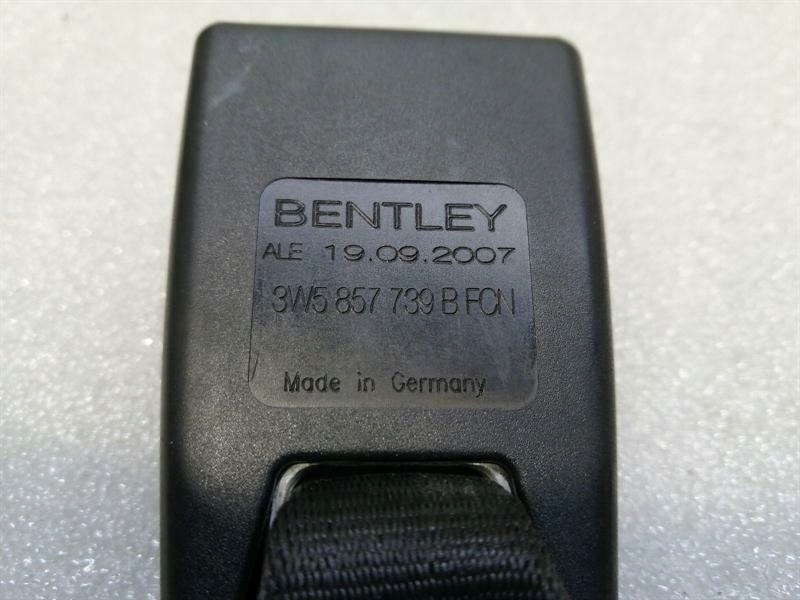 BENTLEY
ALE 19.09.2007
3W5 857 739 B FCN
Made in Germany